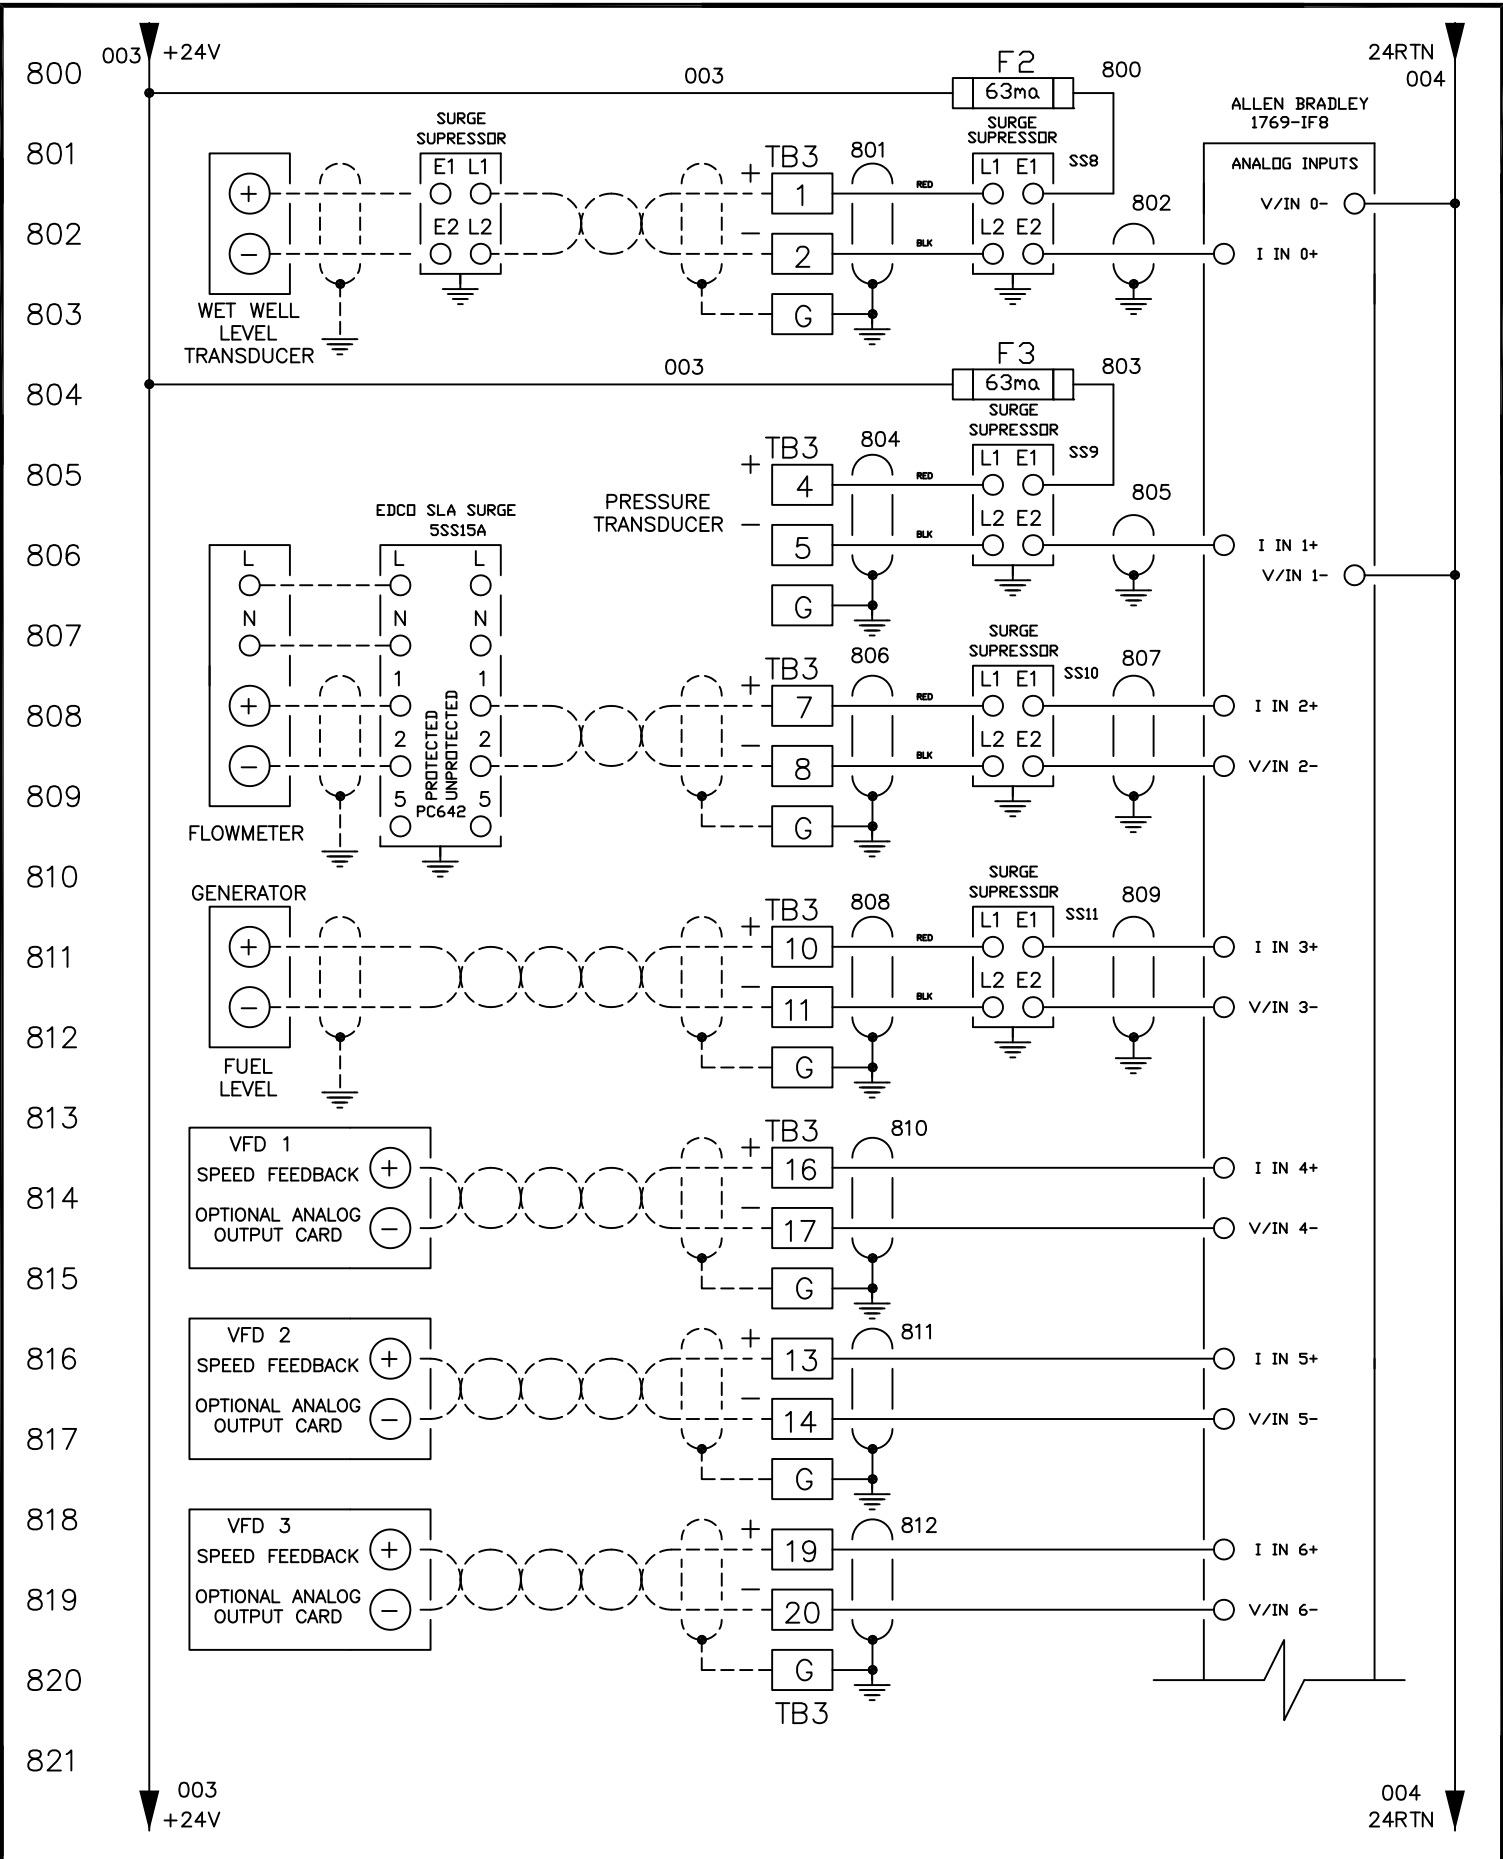 003
+24V
24RTN
004
800
003
F2
63ma
800
ALLEN BRADLEY
1769-IF8
801
SURGE
SUPRESSOR
E1 L1
E2 L2
TB3
+
1
-
2
G
801
RED
BLK
SURGE
SUPRESSOR
L1 E1
L2 E2
SS8
802
ANALOG INPUTS
V/IN 0-
I IN 0+
802
+
-
803
WET WELL
LEVEL
TRANSDUCER
003
F3
63ma
803
804
SURGE
SUPRESSOR
L1 E1
L2 E2
SS9
TB3
804
805
+
4
RED
PRESSURE
TRANSDUCER
-
5
BLK
G
805
EDCO SLA SURGE
5SS15A
806
I IN 1+
V/IN 1-
L
N
+
-
L L
N N
1 1
2 2
5 5
PROTECTED
UNPROTECTED
PC642
807
TB3
806
SURGE
SUPRESSOR
L1 E1
L2 E2
SS10
807
808
+
7
RED
I IN 2+
-
8
BLK
V/IN 2-
809
G
FLOWMETER
810
GENERATOR
TB3
808
SURGE
SUPRESSOR
L1 E1
L2 E2
SS11
809
811
+
-
+
10
RED
I IN 3+
-
11
BLK
V/IN 3-
812
G
FUEL
LEVEL
813
VFD 1
SPEED FEEDBACK
+
OPTIONAL ANALOG
OUTPUT CARD
-
TB3
810
+
16
I IN 4+
814
-
17
V/IN 4-
815
G
816
VFD 2
SPEED FEEDBACK
+
OPTIONAL ANALOG
OUTPUT CARD
-
811
+
13
I IN 5+
-
14
V/IN 5-
817
G
818
VFD 3
SPEED FEEDBACK
+
OPTIONAL ANALOG
OUTPUT CARD
-
812
+
19
I IN 6+
819
-
20
V/IN 6-
820
G
TB3
821
003
+24V
004
24RTN